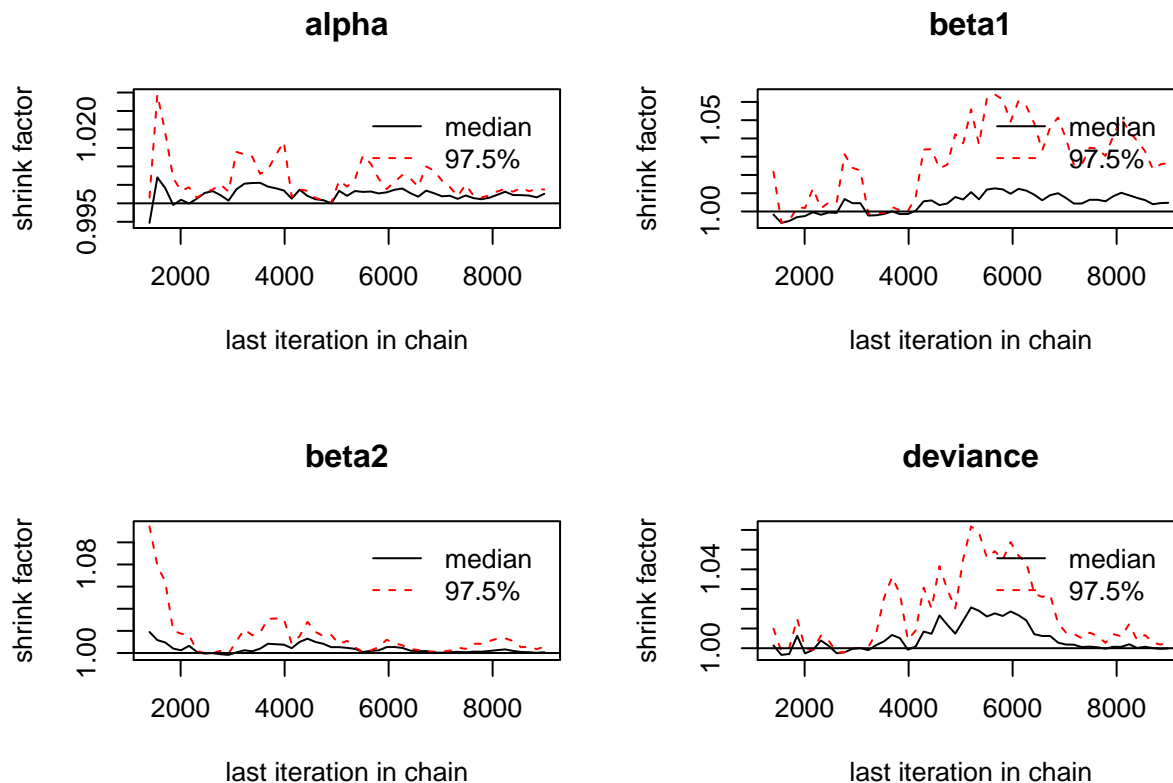 alpha
shrink factor
0.995
1.020
median
97.5%
2000 4000 6000 8000
last iteration in chain
beta1
shrink factor
1.00
1.05
median
97.5%
2000 4000 6000 8000
last iteration in chain
beta2
shrink factor
1.00
1.08
median
97.5%
2000 4000 6000 8000
last iteration in chain
deviance
shrink factor
1.00
1.04
median
97.5%
2000 4000 6000 8000
last iteration in chain